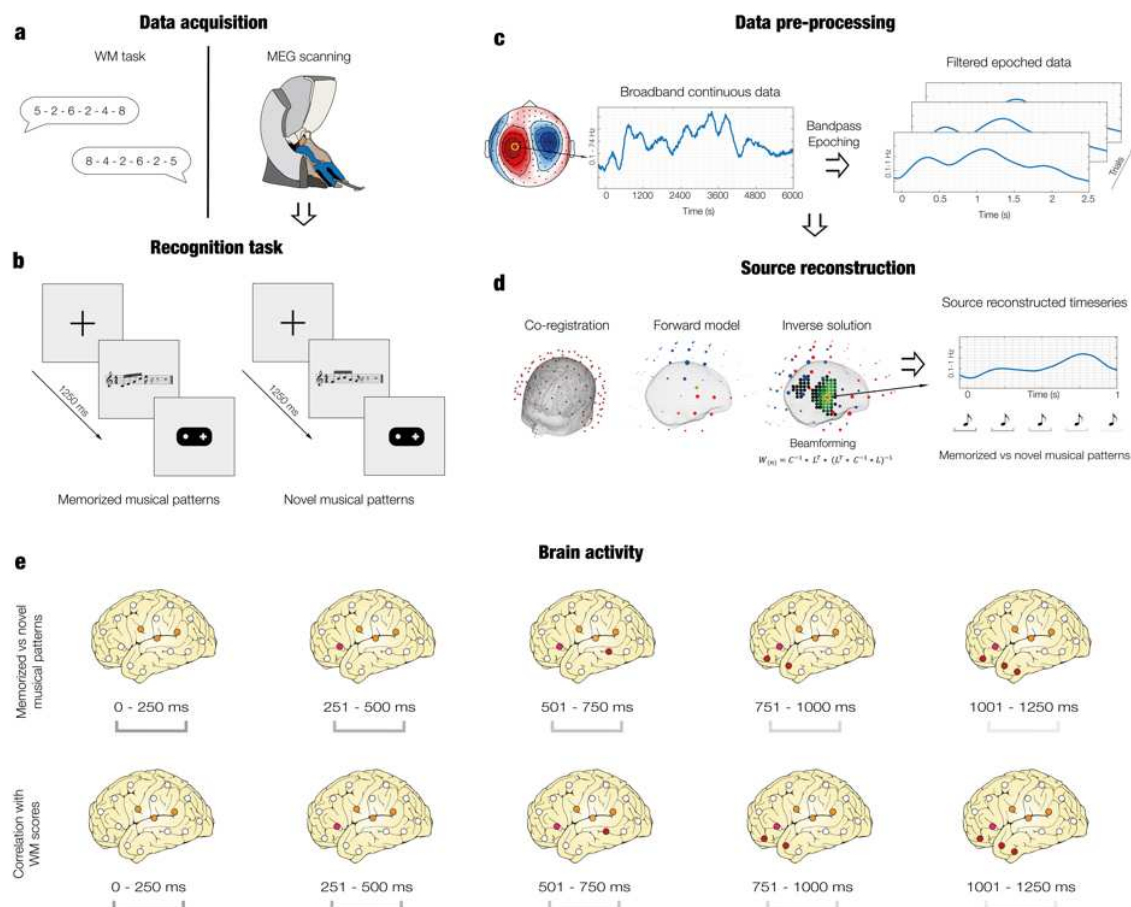 Data acquisition
a
WM task
MEG scanning
5 - 2 - 6 - 2 - 4 - 8
8 - 4 - 2 - 6 - 2 - 5
Recognition task
b
1250 ms
1250 ms
Memorized musical patterns
Novel musical patterns
Data pre-processing
c
Broadband continuous data
0.1 - 74 Hz
0
1200
2400
3600
4800
6000
Time (s)
Bandpass
Epoching
Filtered epoched data
0.1-1 Hz
0
0.5
1
1.5
2
2.5
Time (s)
Trials
Source reconstruction
d
Co-registration
Forward model
Inverse solution
Beamforming
W(n) = C⁻¹ * Lᵀ * (Lᵀ * C⁻¹ * L)⁻¹
Source reconstructed timeseries
0.1-1 Hz
0
1
Time (s)
Memorized vs novel musical patterns
Brain activity
e
Memorized vs novel
musical patterns
0 - 250 ms
251 - 500 ms
501 - 750 ms
751 - 1000 ms
1001 - 1250 ms
Correlation with
WM scores
0 - 250 ms
251 - 500 ms
501 - 750 ms
751 - 1000 ms
1001 - 1250 ms